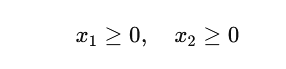 x₁ ≥ 0, x₂ ≥ 0